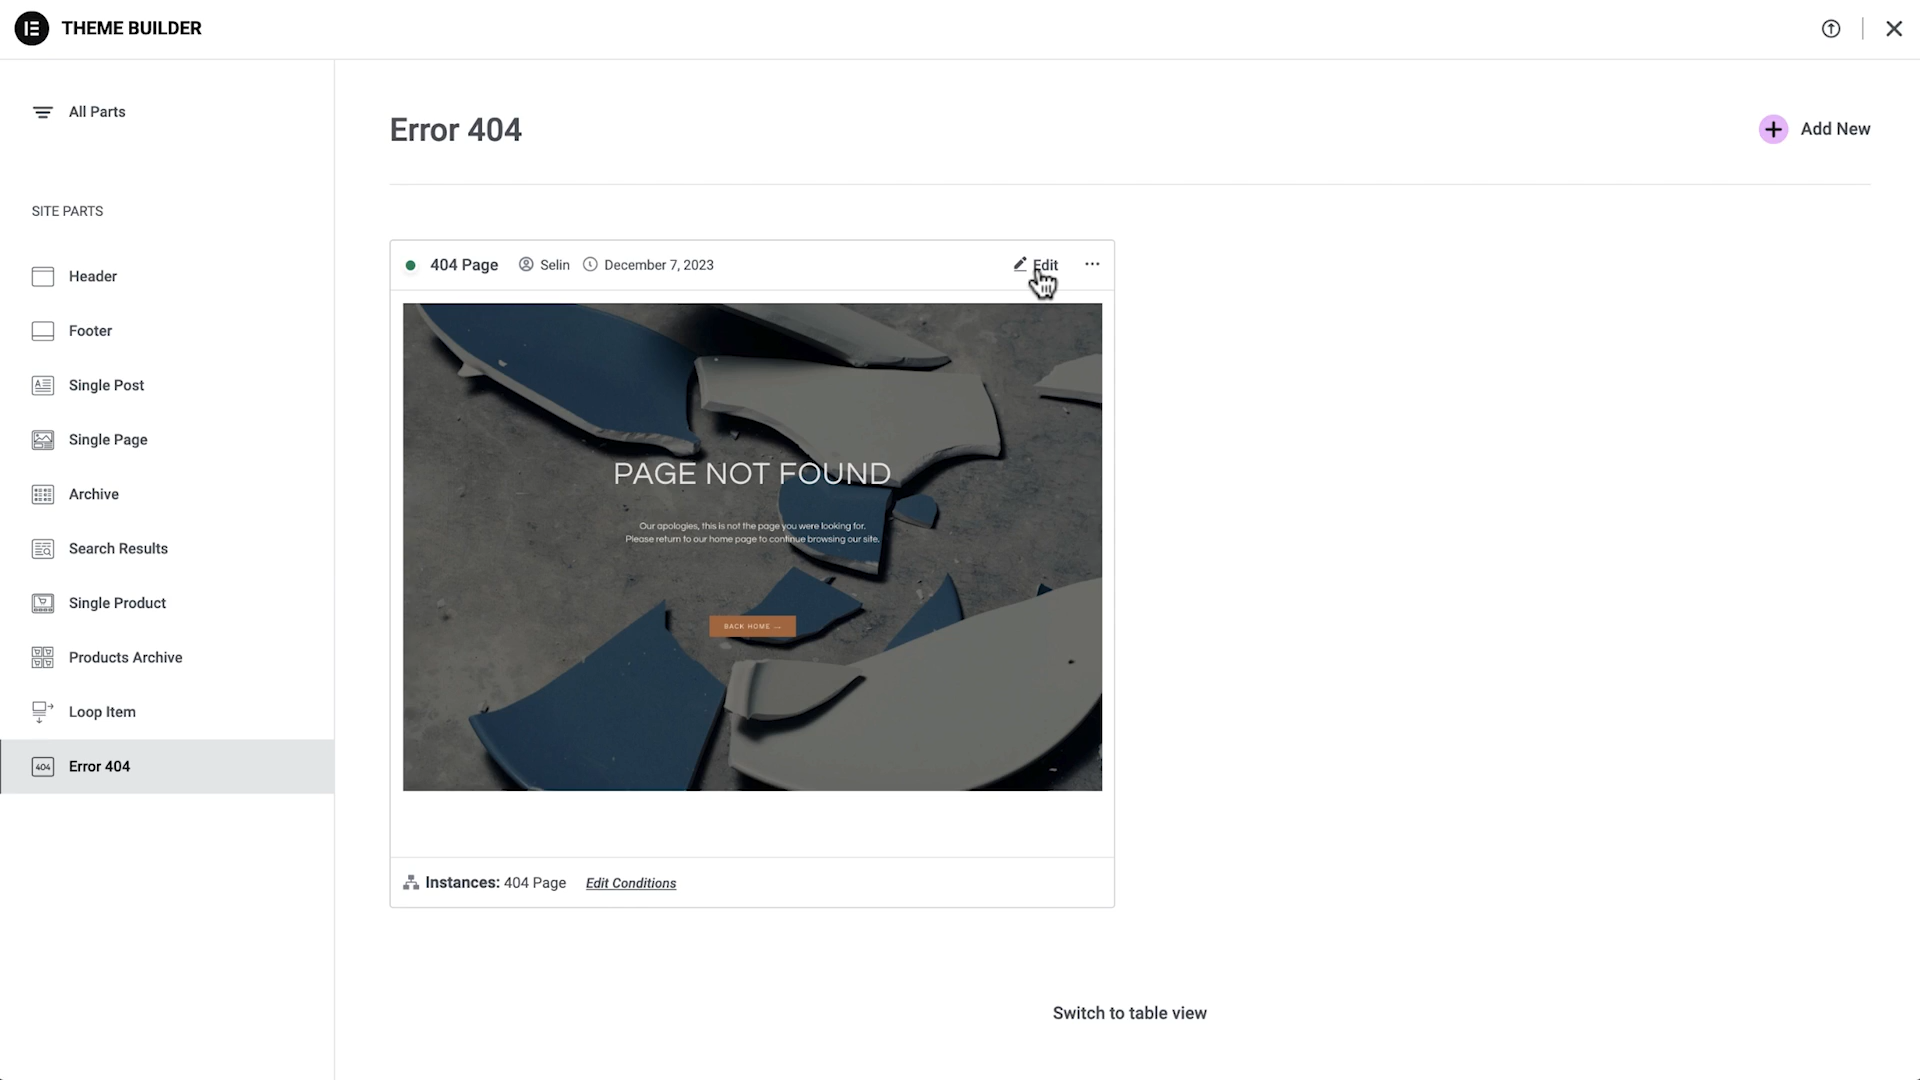 THEME BUILDER
All Parts
SITE PARTS
Header
Footer
Single Post
Single Page
Archive
Search Results
Single Product
Products Archive
Loop Item
404 Error 404
Error 404
Add New
404 Page Selin December 7, 2023 Edit
PAGE NOT FOUND
Our apologies, this is not the page you were looking for.
Please return to our home page to continue browsing our site.
BACK HOME →
Instances: 404 Page Edit Conditions
Switch to table view